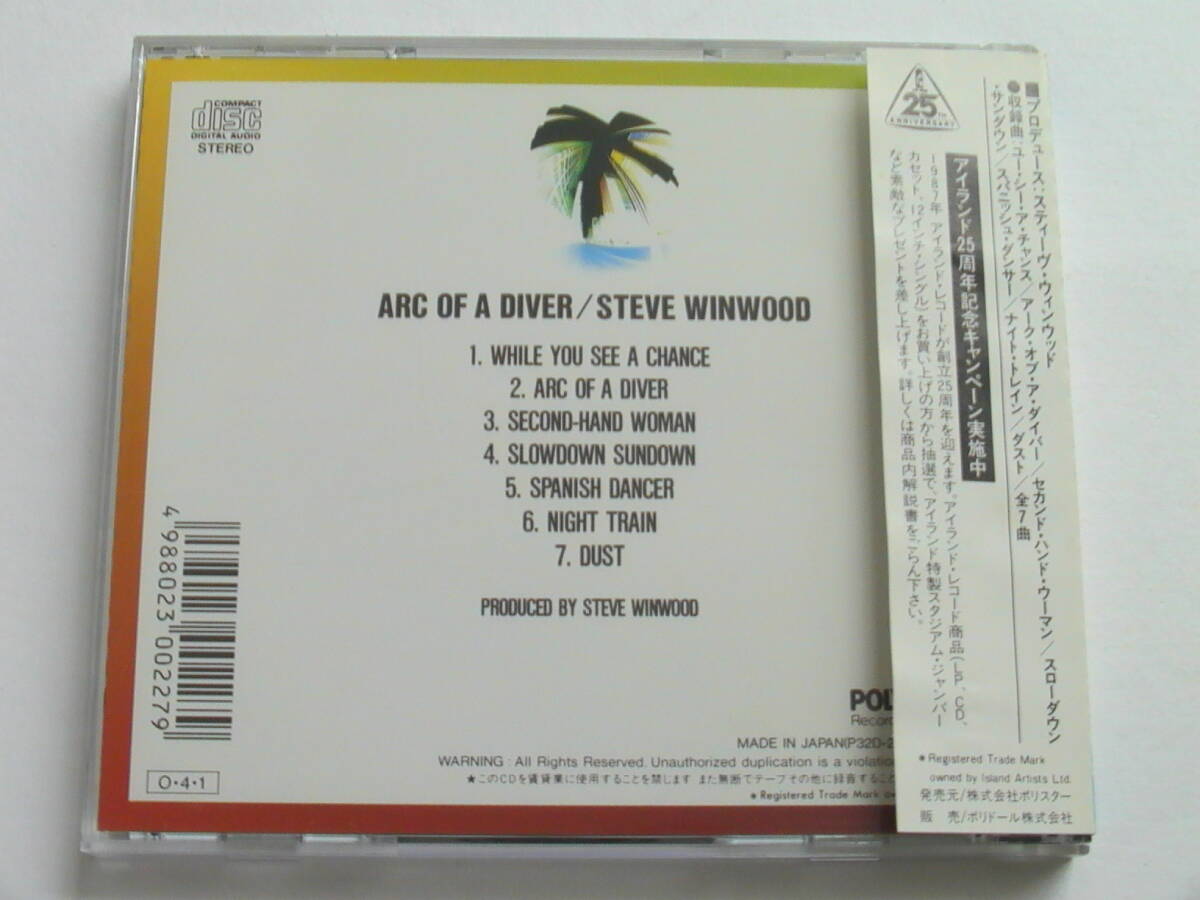 COMPACT
disc
DIGITAL AUDIO
STEREO
ARC OF A DIVER/STEVE WINWOOD
1. WHILE YOU SEE A CHANCE
2. ARC OF A DIVER
3. SECOND-HAND WOMAN
4. SLOWDOWN SUNDOWN
5. SPANISH DANCER
6. NIGHT TRAIN
7. DUST
PRODUCED BY STEVE WINWOOD
4 988023 002279
O・4・1
Recor
MADE IN JAPAN(P32D-2
WARNING : All Rights Reserved. Unauthorized duplication is a violation
★このCDを賃貸業に使用することを禁じます また無断でテープその他に録音すること
* Registered Trade Mark
25TH
ANNIVERSARY
■プロデュース:スティーヴ・ウィンウッド
●収録曲:ユー・シー・ア・チャンス/アーク・オブ・ア・ダイバー/セカンド・ハンド・ウーマン/スローダウン
・サンダウン/スパニッシュ・ダンサー/ナイト・トレイン/ダスト/全7曲
アイランド25周年記念キャンペーン実施中
1987年 アイランド・レコードが創立25周年を迎えます。アイランド・レコード商品(LP、CD、
カセット、12インチ・シングル)をお買い上げの方から抽選で、アイランド特製スタジアム・ジャンパー
など素敵なプレゼントを差し上げます。詳しくは商品内解説書をごらん下さい。
* Registered Trade Mark
owned by Island Artists Ltd.
発売元/株式会社ポリスター
販 売/ポリドール株式会社